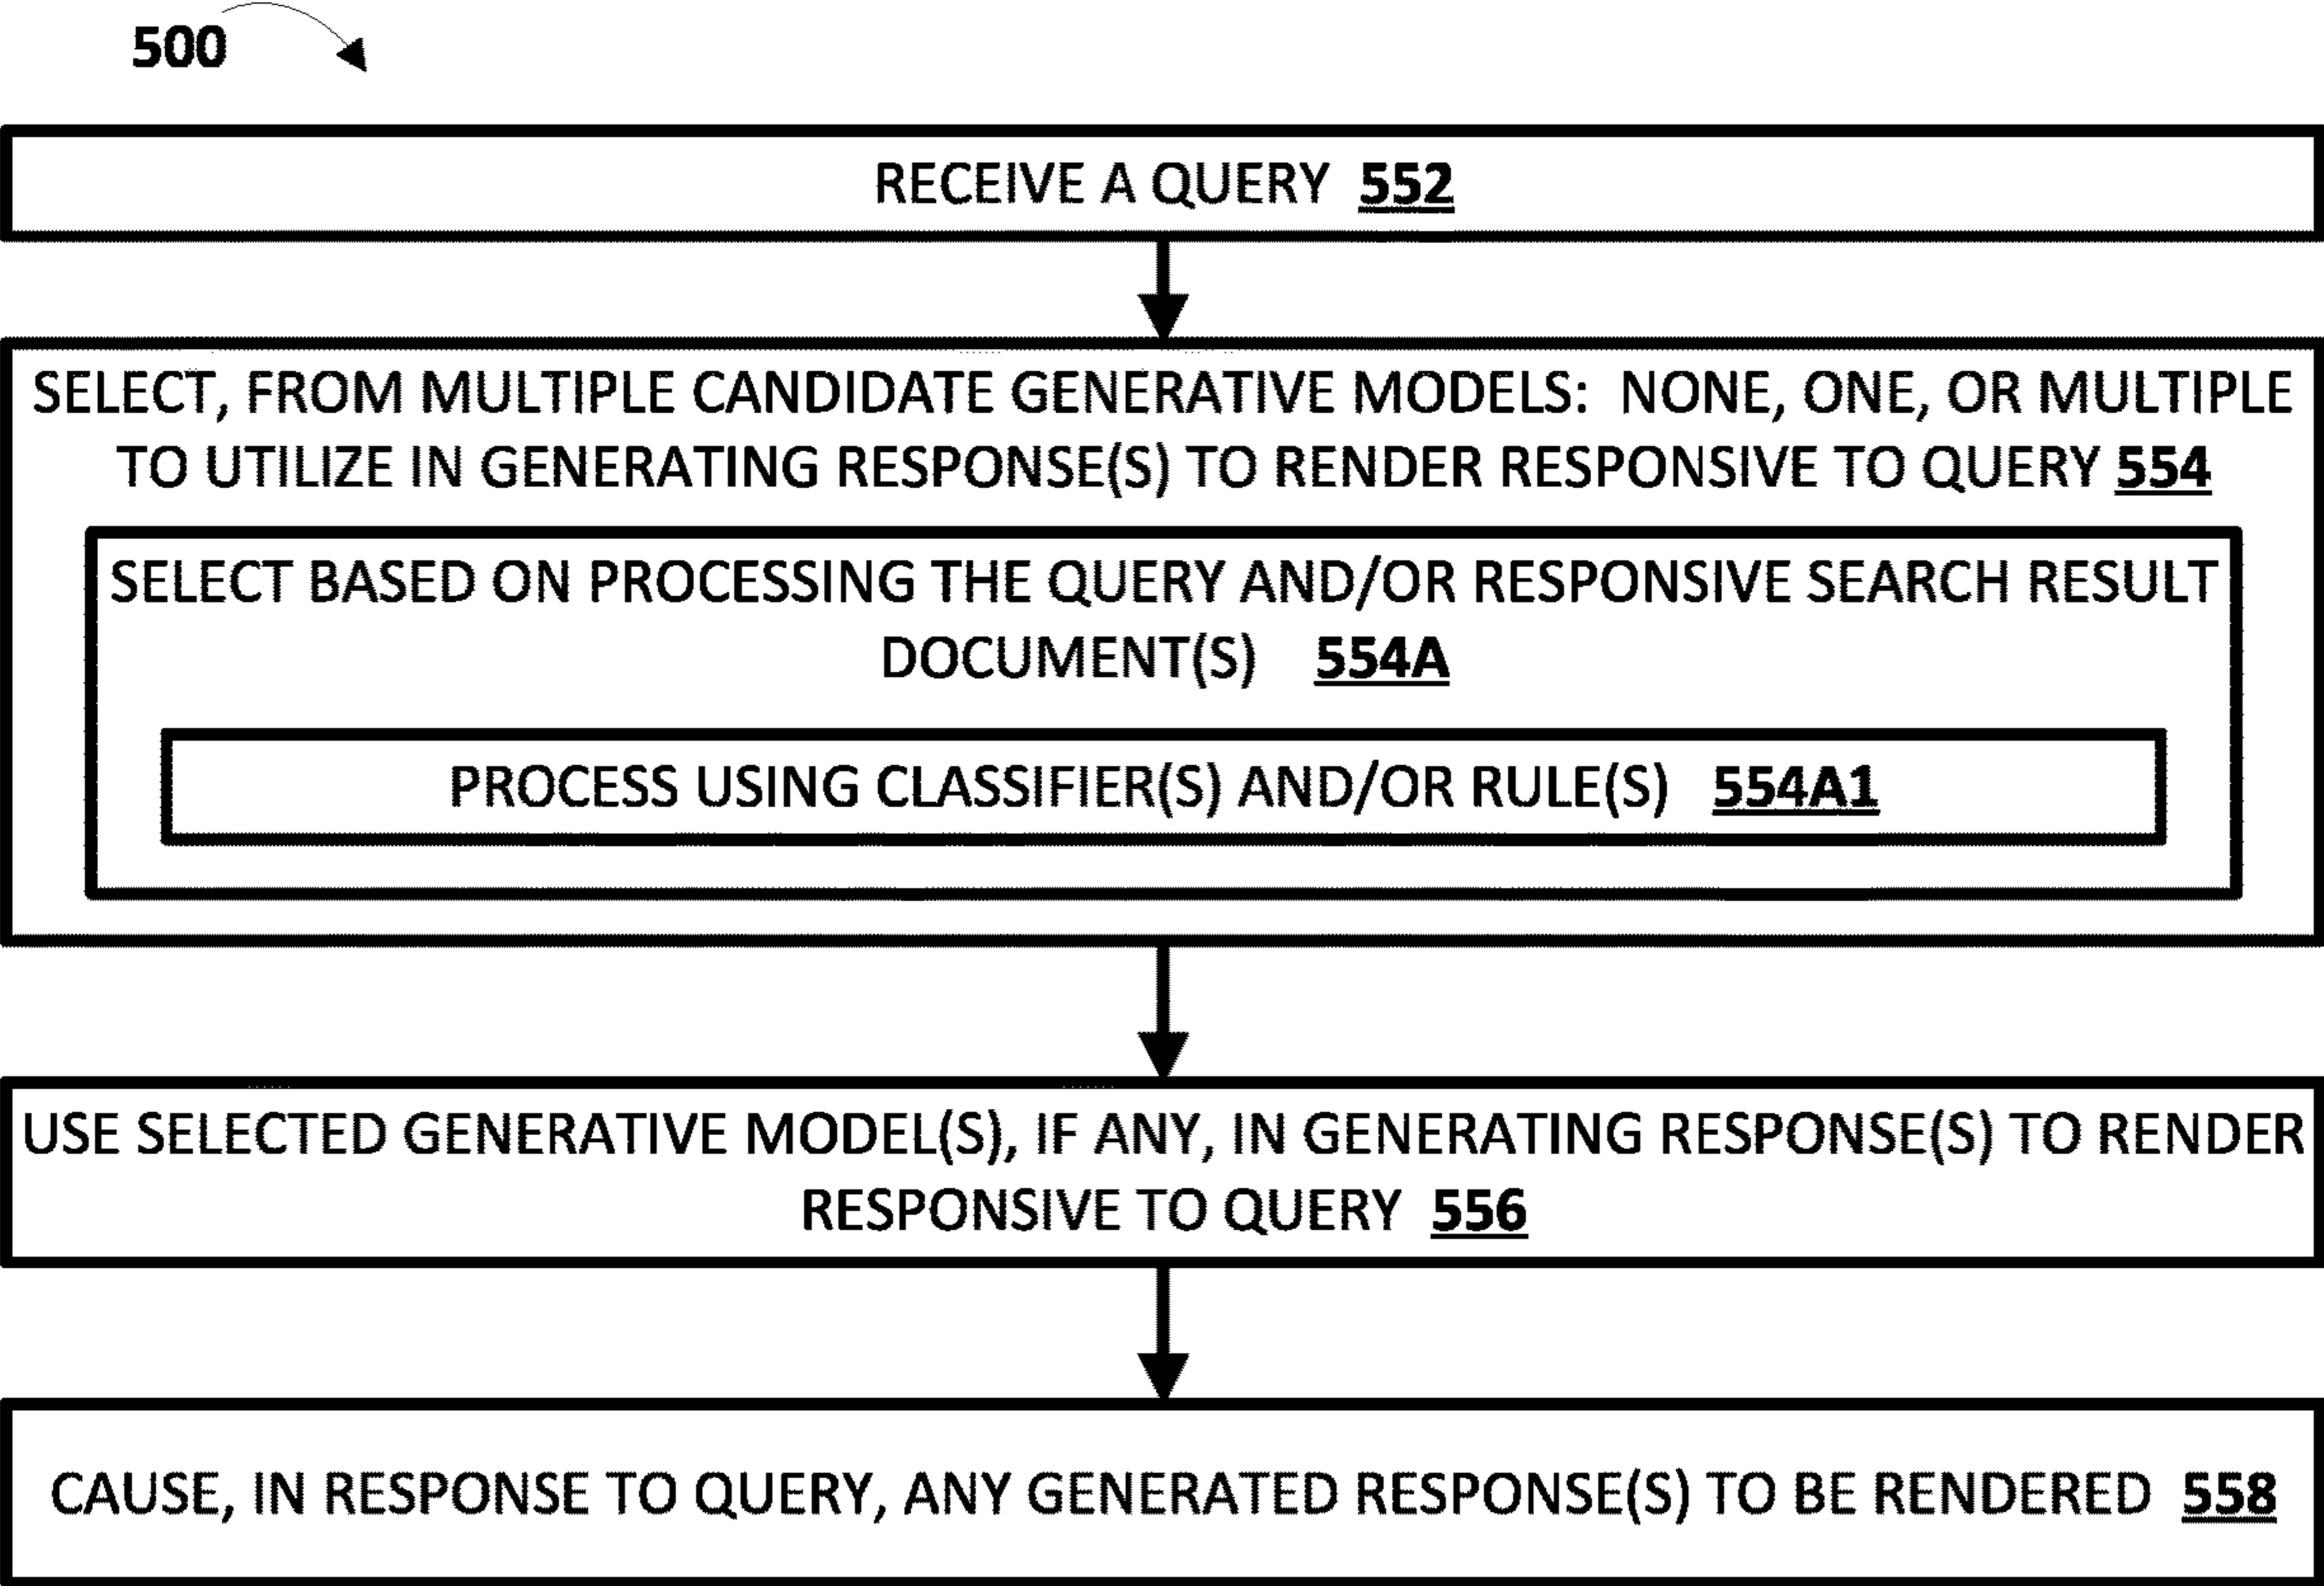 500
RECEIVE A QUERY 552
SELECT, FROM MULTIPLE CANDIDATE GENERATIVE MODELS: NONE, ONE, OR MULTIPLE
TO UTILIZE IN GENERATING RESPONSE(S) TO RENDER RESPONSIVE TO QUERY 554
SELECT BASED ON PROCESSING THE QUERY AND/OR RESPONSIVE SEARCH RESULT
DOCUMENT(S) 554A
PROCESS USING CLASSIFIER(S) AND/OR RULE(S) 554A1
USE SELECTED GENERATIVE MODEL(S), IF ANY, IN GENERATING RESPONSE(S) TO RENDER
RESPONSIVE TO QUERY 556
CAUSE, IN RESPONSE TO QUERY, ANY GENERATED RESPONSE(S) TO BE RENDERED 558